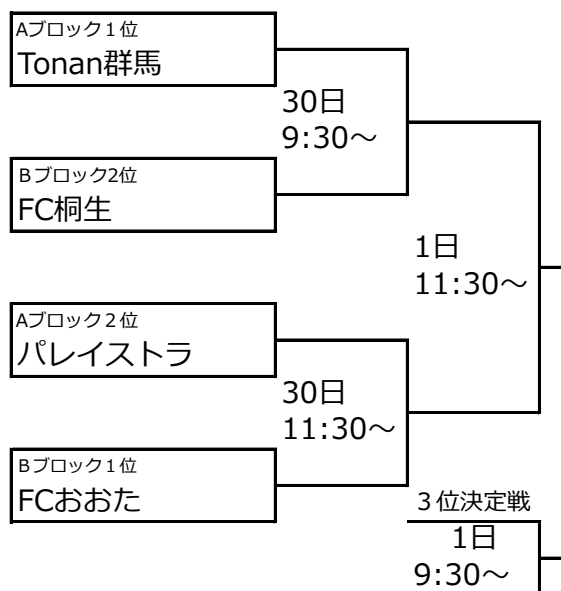 Aブロック１位
Tonan群馬
30日
9:30～
Ｂブロック2位
FC桐生
1日
11:30～
Aブロック２位
パレイストラ
30日
11:30～
Ｂブロック１位
FCおおた
３位決定戦
1日
9:30～